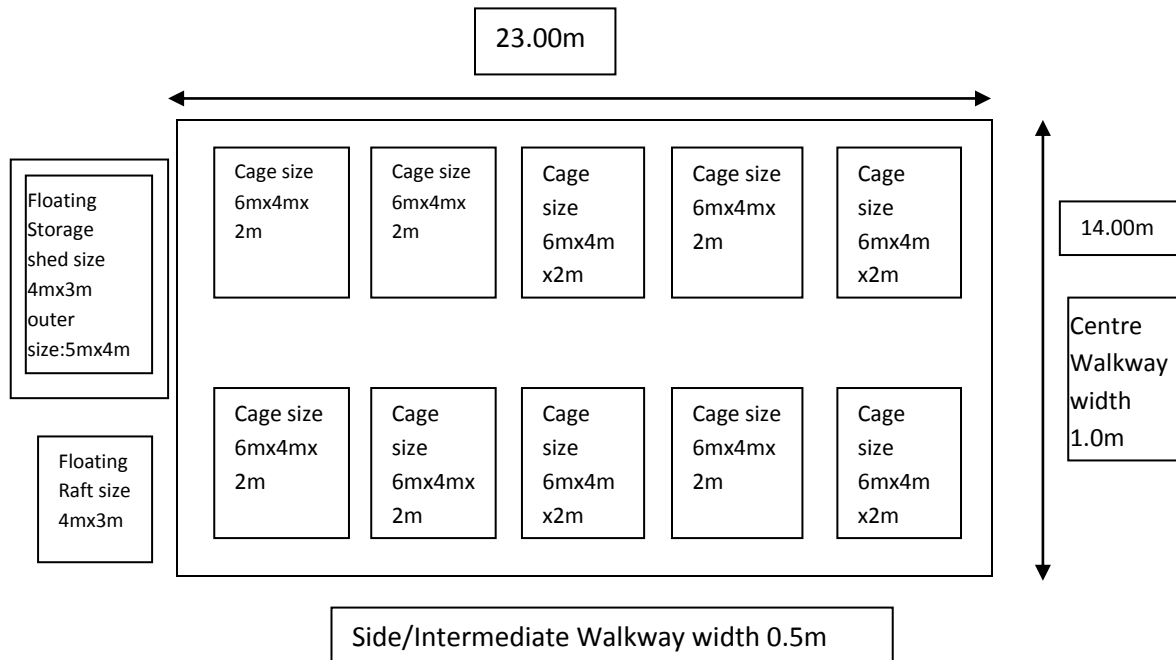 23.00m
Floating
Storage
shed size
4mx3m
outer
size:5mx4m
Cage size
6mx4mx
2m
Cage size
6mx4mx
2m
Cage
size
6mx4m
x2m
Cage size
6mx4mx
2m
Cage
size
6mx4m
x2m
14.00m
Centre
Walkway
width
1.0m
Floating
Raft size
4mx3m
Cage size
6mx4mx
2m
Cage
size
6mx4mx
2m
Cage
size
6mx4m
x2m
Cage size
6mx4mx
2m
Cage
size
6mx4m
x2m
Side/Intermediate Walkway width 0.5m